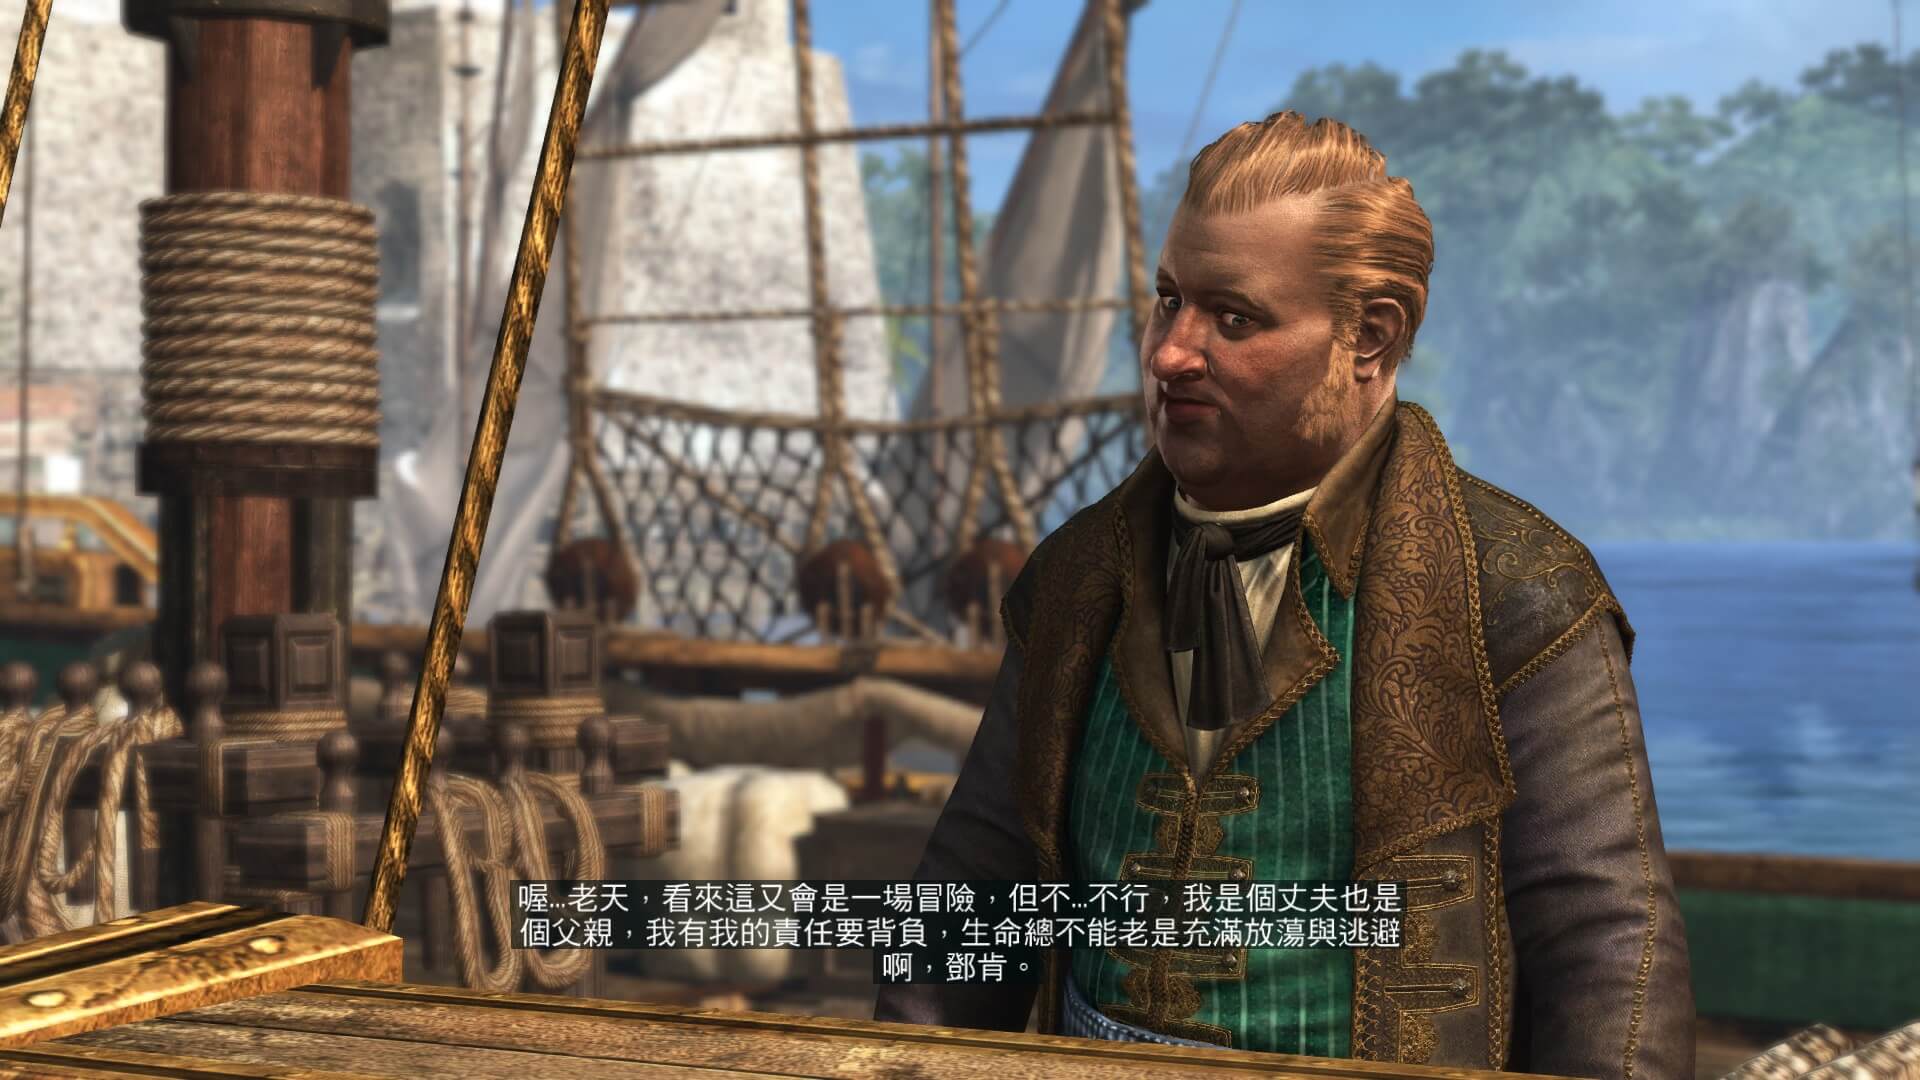 喔...老天，看來這又會是一場冒險，但不...不行，我是個丈夫也是
個父親，我有我的責任要背負，生命總不能老是充滿放蕩與逃避
啊，鄧肯。